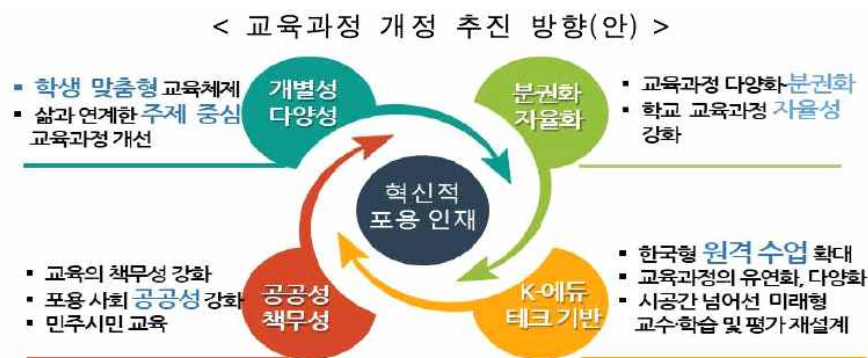 < 교육과정 개정 추진 방향(안) >
▪ 학생 맞춤형 교육체제
▪ 삶과 연계한 주제 중심
교육과정 개선
개별성
다양성
분권화
자율화
▪ 교육과정 다양화·분권화
▪ 학교 교육과정 자율성
강화
혁신적
포용 인재
▪ 교육의 책무성 강화
▪ 포용 사회 공공성 강화
▪ 민주시민 교육
공공성
책무성
K-에듀
테크 기반
▪ 한국형 원격 수업 확대
▪ 교육과정의 유연화, 다양화
▪ 시공간 넘어선 미래형
교수·학습 및 평가 재설계